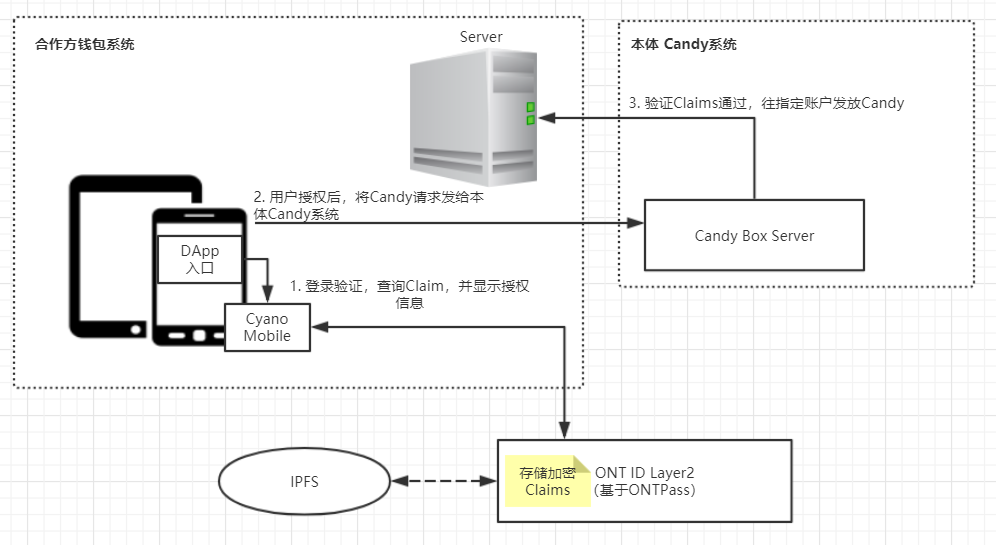 合作方钱包系统
Server
本体 Candy系统
3. 验证Claims通过，往指定账户发放Candy
2. 用户授权后，将Candy请求发给本
体Candy系统
Candy Box Server
DApp
入口
1. 登录验证，查询Claim，并显示授权
信息
Cyano
Mobile
IPFS
存储加密
Claims
ONT ID Layer2
(基于ONTPass)